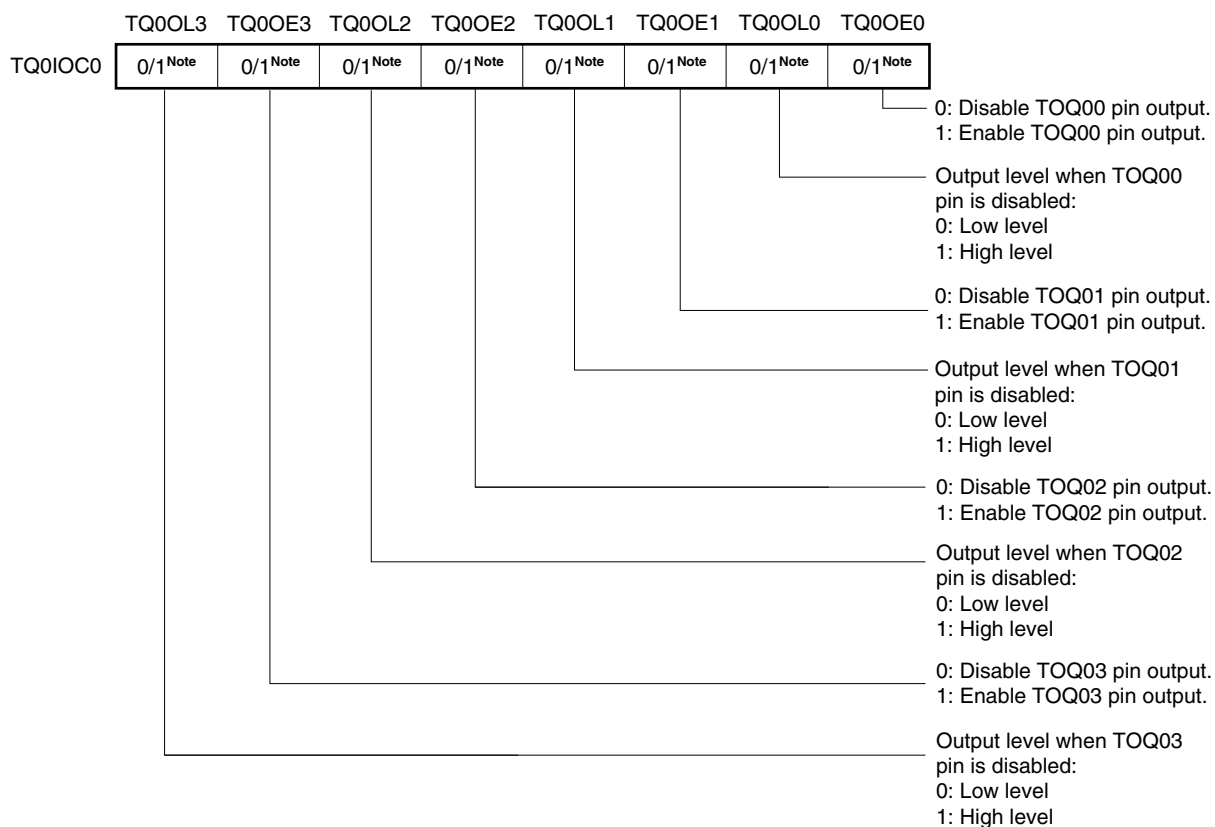 TQ0OL3 TQ0OE3 TQ0OL2 TQ0OE2 TQ0OL1 TQ0OE1 TQ0OL0 TQ0OE0
TQ0IOC0 0/1Note 0/1Note 0/1Note 0/1Note 0/1Note 0/1Note 0/1Note 0/1Note
0: Disable TOQ00 pin output.
1: Enable TOQ00 pin output.
Output level when TOQ00
pin is disabled:
0: Low level
1: High level
0: Disable TOQ01 pin output.
1: Enable TOQ01 pin output.
Output level when TOQ01
pin is disabled:
0: Low level
1: High level
0: Disable TOQ02 pin output.
1: Enable TOQ02 pin output.
Output level when TOQ02
pin is disabled:
0: Low level
1: High level
0: Disable TOQ03 pin output.
1: Enable TOQ03 pin output.
Output level when TOQ03
pin is disabled:
0: Low level
1: High level